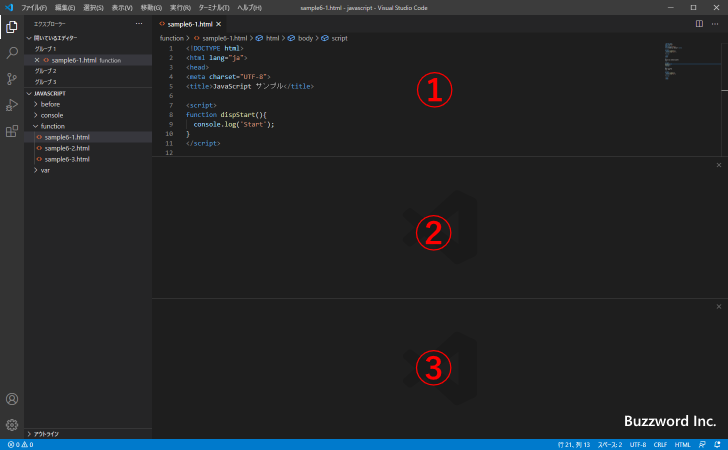 ファイル(F) 編集(E) 選択(S) 表示(V) 移動(G) 実行(R) ターミナル(T) ヘルプ(H)
sample6-1.html - javascript - Visual Studio Code
エクスプローラー
開いているエディター
グループ 1
sample6-1.html function
グループ 2
グループ 3
JAVASCRIPT
before
console
function
sample6-1.html
sample6-2.html
sample6-3.html
var
アウトライン
sample6-1.html
function > sample6-1.html > html > body > script
1 <!DOCTYPE html>
2 <html lang="ja">
3 <head>
4 <meta charset="UTF-8">
5 <title>JavaScript サンプル</title>
6
7 <script>
8 function dispStart(){
9 console.log('Start');
10 }
11 </script>
12
①
②
③
Buzzword Inc.
0 0
行 21、列 13 スペース: 2 UTF-8 CRLF HTML